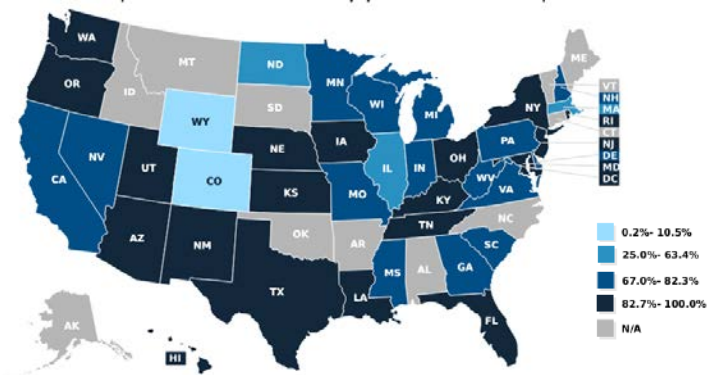 WA
MT
ND
ME
OR
ID
MN
VT
NH
MA
RI
CT
NJ
DE
MD
DC
SD
WI
MI
NY
WY
IA
PA
NE
OH
NV
UT
IL
IN
CO
WV
VA
CA
KS
MO
KY
NC
TN
AZ
NM
OK
AR
SC
MS
AL
GA
TX
LA
FL
AK
HI
0.2%- 10.5%
25.0%- 63.4%
67.0%- 82.3%
82.7%- 100.0%
N/A